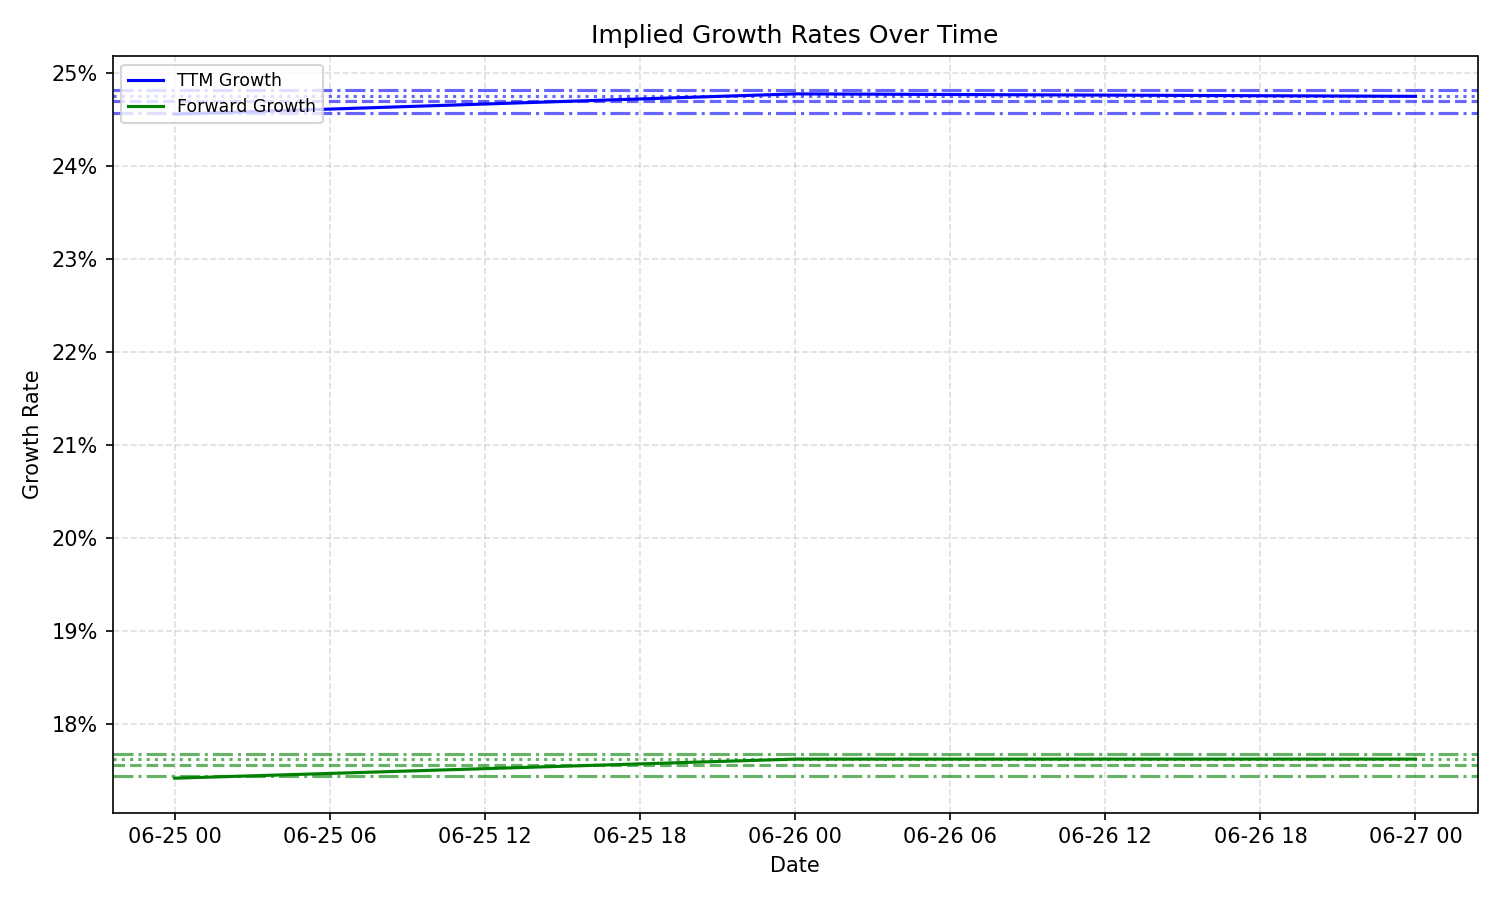 Implied Growth Rates Over Time
TTM Growth
Forward Growth
25%
24%
23%
22%
21%
20%
19%
18%
Growth Rate
06-25 00 06-25 06 06-25 12 06-25 18 06-26 00 06-26 06 06-26 12 06-26 18 06-27 00
Date